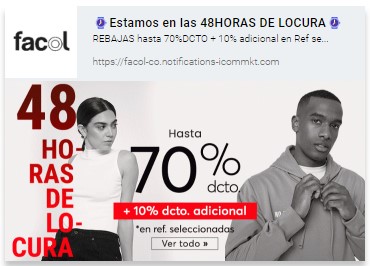 facol
⌚Estamos en las 48HORAS DE LOCURA⌚
REBAJAS hasta 70%DCTO + 10% adicional en Ref se...
https://facol-co.notifications-icommkt.com
48
HO-
RAS
DE
LO-
CURA
Hasta
70%
dcto.
+ 10% dcto. adicional
*en ref. seleccionadas
Ver todo »